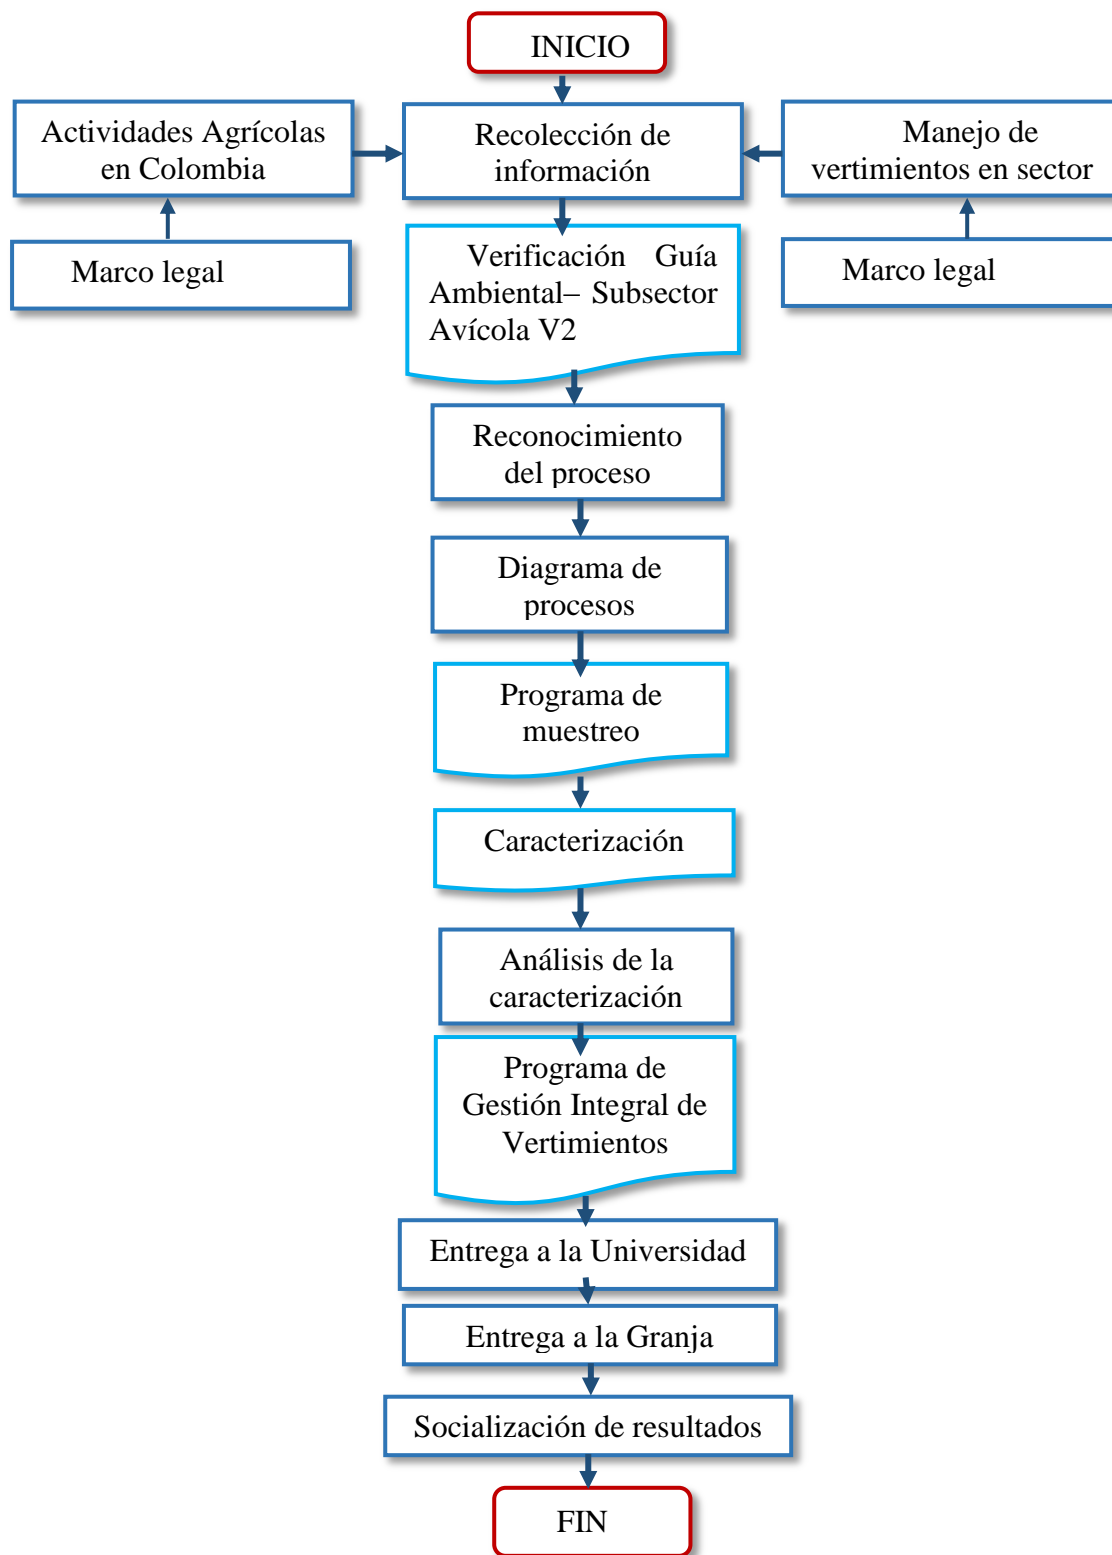 INICIO
Actividades Agrícolas
en Colombia
Recolección de
información
Manejo de
vertimientos en sector
Marco legal
Marco legal
Verificación Guía
Ambiental– Subsector
Avícola V2
Reconocimiento
del proceso
Diagrama de
procesos
Programa de
muestreo
Caracterización
Análisis de la
caracterización
Programa de
Gestión Integral de
Vertimientos
Entrega a la Universidad
Entrega a la Granja
Socialización de resultados
FIN